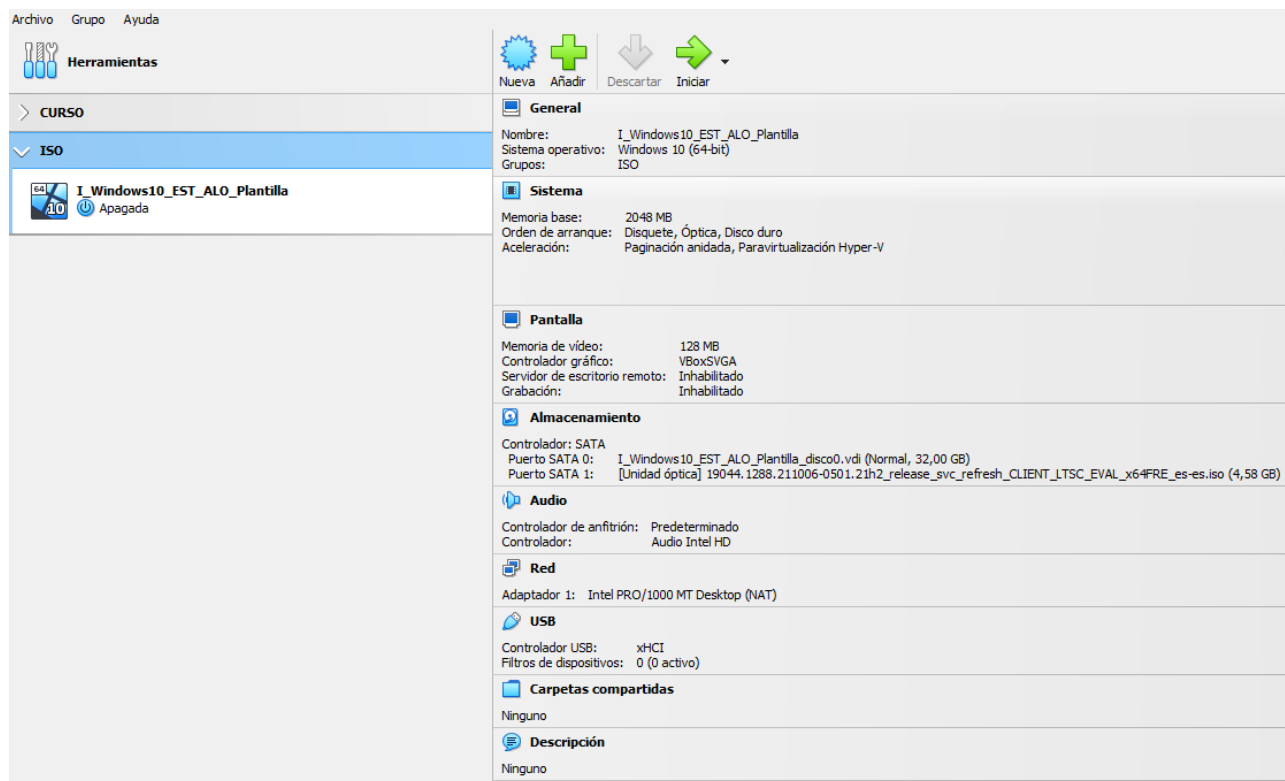 Archivo Grupo Ayuda
Herramientas
CURSO
ISO
64
10
I_Windows10_EST_ALO_Plantilla
Apagada
Nueva Añadir Descartar Iniciar
General
Nombre: I_Windows10_EST_ALO_Plantilla
Sistema operativo: Windows 10 (64-bit)
Grupos: ISO
Sistema
Memoria base: 2048 MB
Orden de arranque: Disquete, Óptica, Disco duro
Aceleración: Paginación anidada, Paravirtualización Hyper-V
Pantalla
Memoria de vídeo: 128 MB
Controlador gráfico: VBoxSVGA
Servidor de escritorio remoto: Inhabilitado
Grabación: Inhabilitado
Almacenamiento
Controlador: SATA
Puerto SATA 0: I_Windows10_EST_ALO_Plantilla_disco0.vdi (Normal, 32,00 GB)
Puerto SATA 1: [Unidad óptica] 19044.1288.211006-0501.21h2_release_svc_refresh_CLIENT_LTSC_EVAL_x64FRE_es-es.iso (4,58 GB)
Audio
Controlador de anfitrión: Predeterminado
Controlador: Audio Intel HD
Red
Adaptador 1: Intel PRO/1000 MT Desktop (NAT)
USB
Controlador USB: xHCI
Filtros de dispositivos: 0 (0 activo)
Carpetas compartidas
Ninguno
Descripción
Ninguno